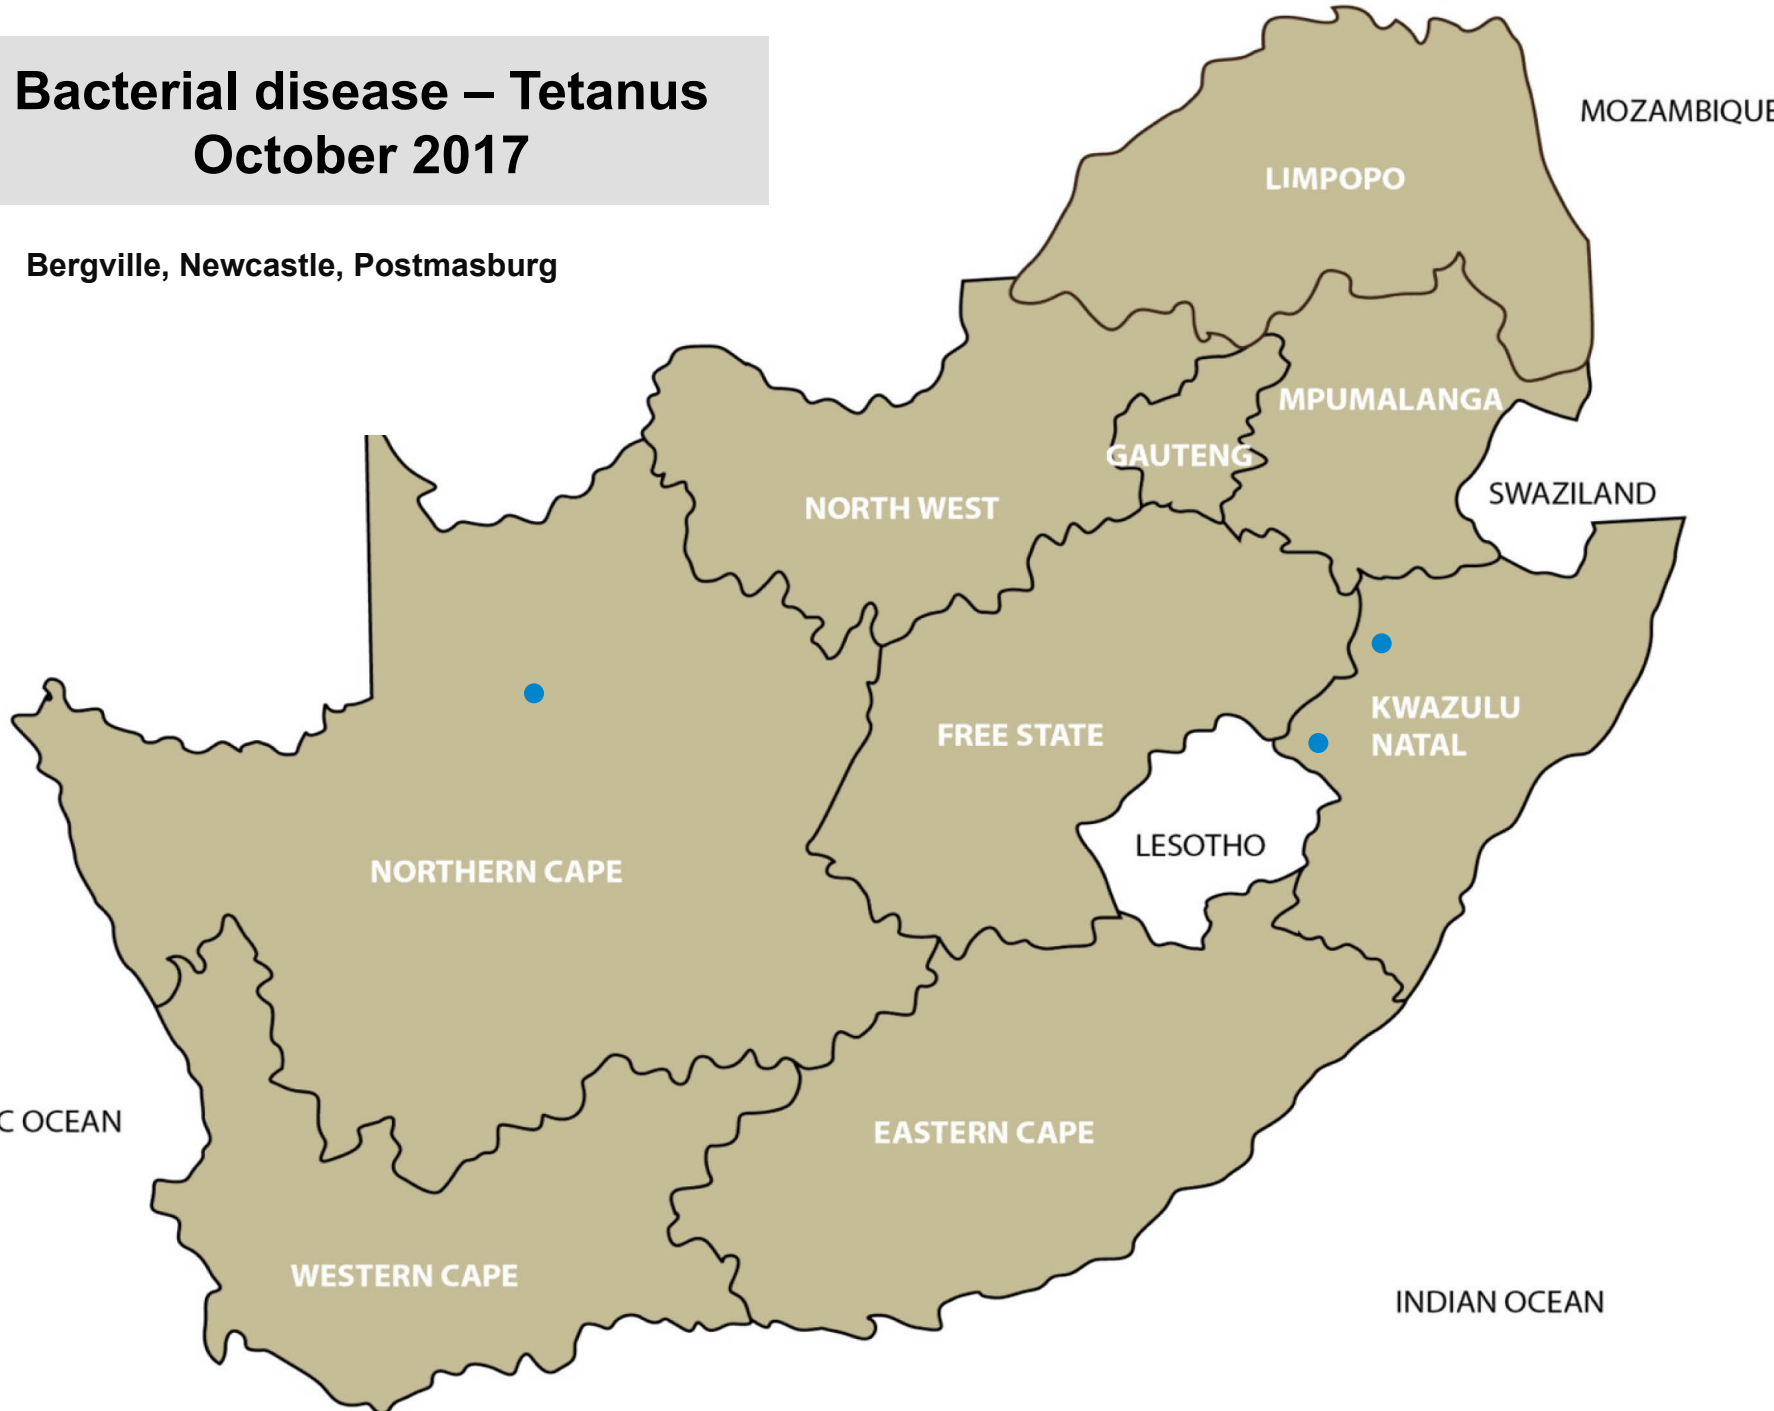 Bacterial disease – Tetanus
October 2017
Bergville, Newcastle, Postmasburg
MOZAMBIQUE
LIMPOPO
MPUMALANGA
GAUTENG
SWAZILAND
NORTH WEST
KWAZULU
NATAL
FREE STATE
LESOTHO
NORTHERN CAPE
C OCEAN
EASTERN CAPE
WESTERN CAPE
INDIAN OCEAN